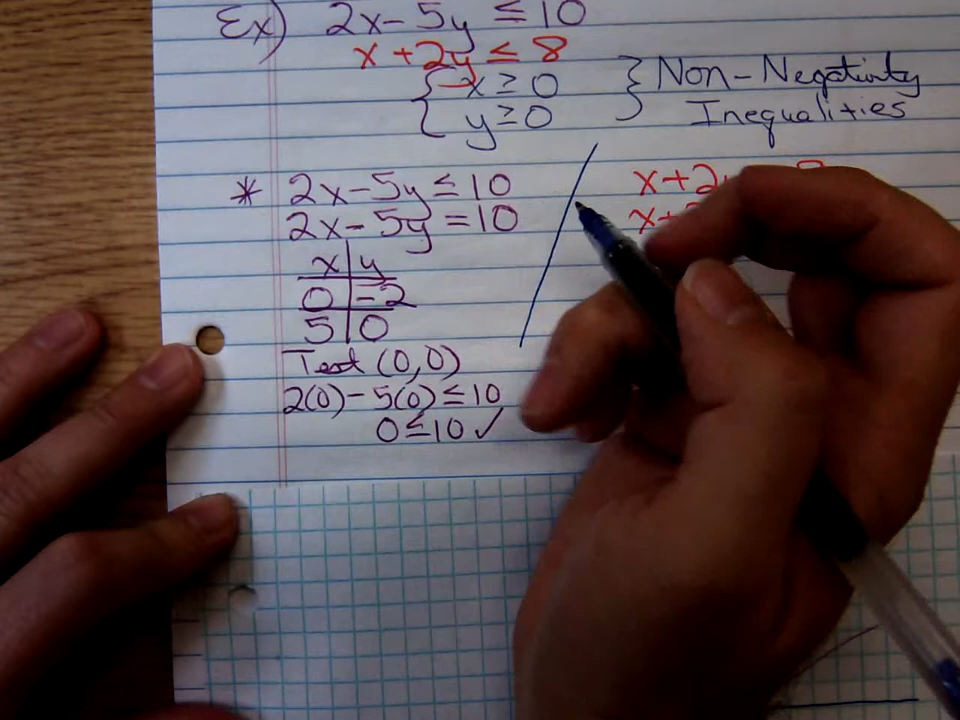 Ex) 2x - 5y ≤ 10
x + 2y ≤ 8
{ x ≥ 0 } Non-Negativity
{ y ≥ 0 } Inequalities
* 2x - 5y ≤ 10
2x - 5y = 10
x | y
0 | -2
5 | 0
Test (0,0)
2(0) - 5(0) ≤ 10
0 ≤ 10 ✓
x + 2
x +